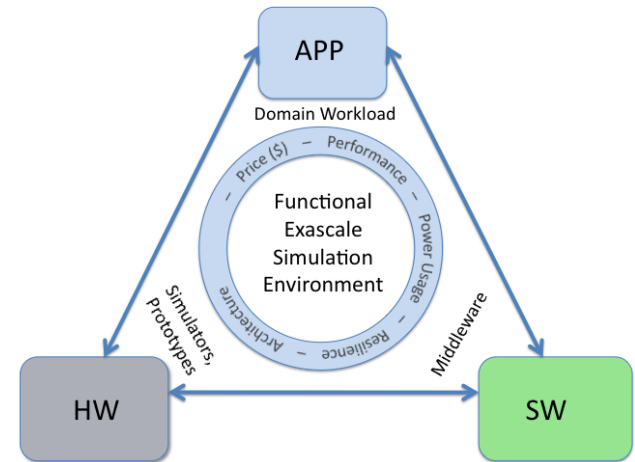 APP
Domain Workload
– Price ($) – Performance – Power Usage – Resilience – Architecture
Functional
Exascale
Simulation
Environment
Simulators,
Prototypes
Middleware
HW
SW